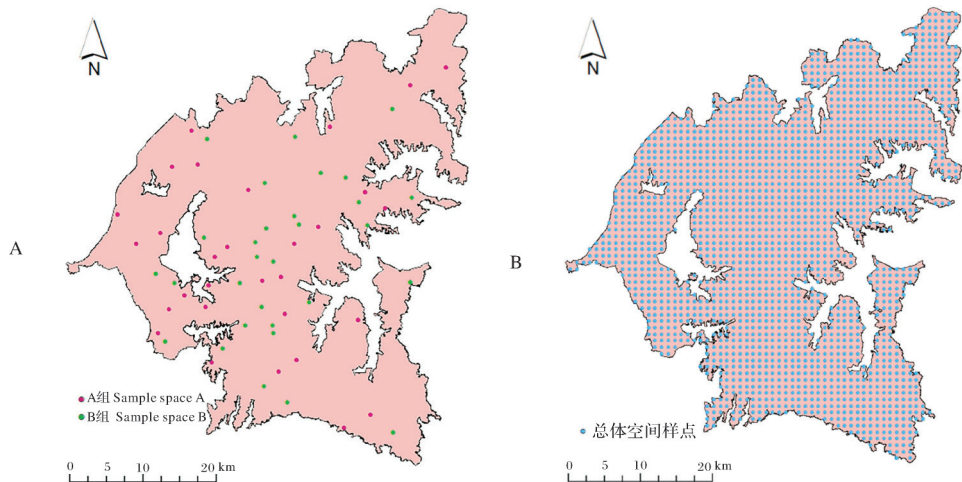 N
A
A组 Sample space A
B组 Sample space B
0 5 10 20 km
N
B
总体空间样点
0 5 10 20 km